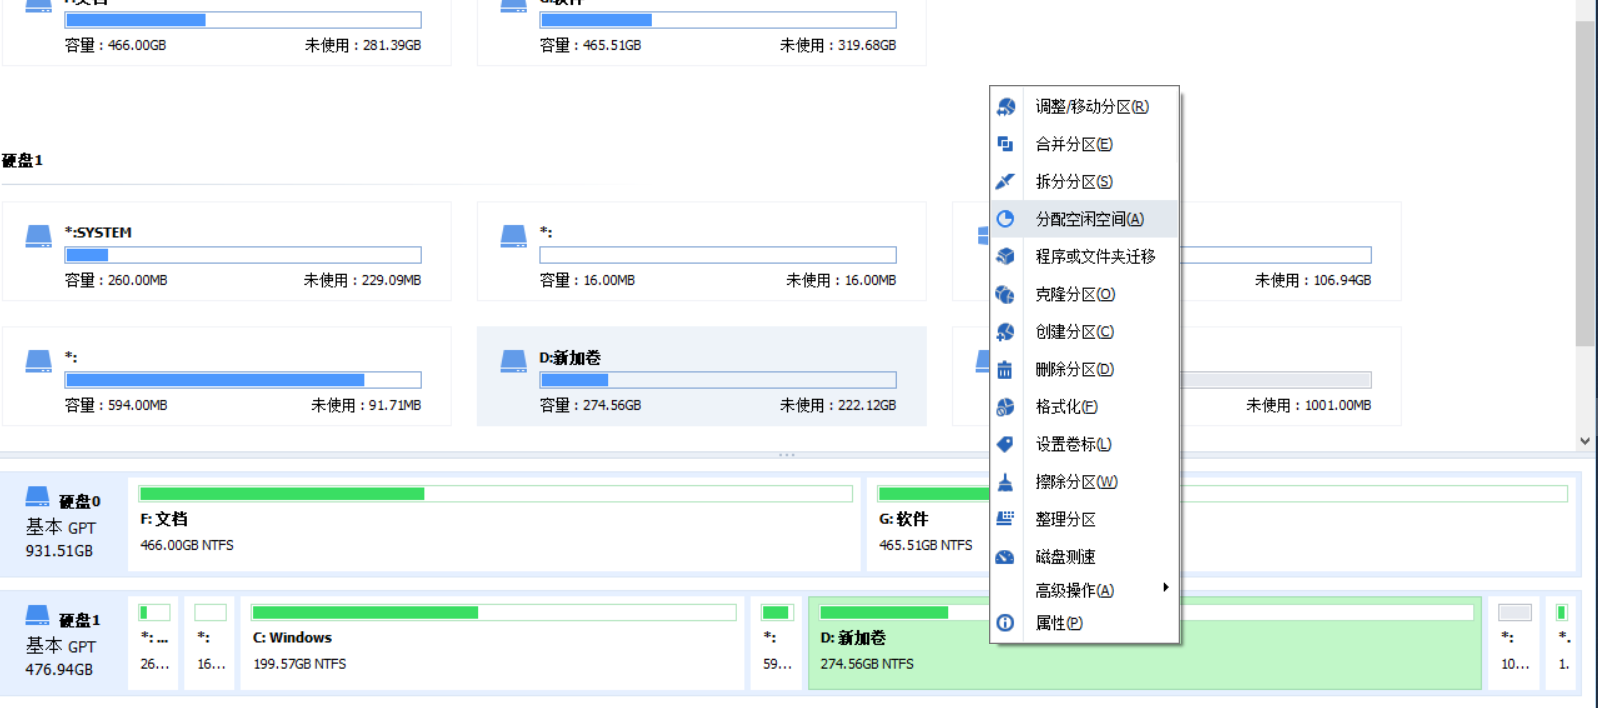 F:文档
G:软件
容量：466.00GB 未使用：281.39GB
容量：465.51GB 未使用：319.68GB
硬盘1
*:SYSTEM
容量：260.00MB 未使用：229.09MB
*:
容量：16.00MB 未使用：16.00MB
未使用：106.94GB
*:
容量：594.00MB 未使用：91.71MB
D:新加卷
容量：274.56GB 未使用：222.12GB
未使用：1001.00MB
调整/移动分区(R)
合并分区(E)
拆分分区(S)
分配空闲空间(A)
程序或文件夹迁移
克隆分区(O)
创建分区(C)
删除分区(D)
格式化(F)
设置卷标(L)
擦除分区(W)
整理分区
磁盘测速
高级操作(A)
属性(P)
硬盘0
基本 GPT
931.51GB
F: 文档
466.00GB NTFS
G: 软件
465.51GB NTFS
硬盘1
基本 GPT
476.94GB
*: ...
26...
*:
16...
C: Windows
199.57GB NTFS
*:
59...
D: 新加卷
274.56GB NTFS
*:
10...
*.
1.